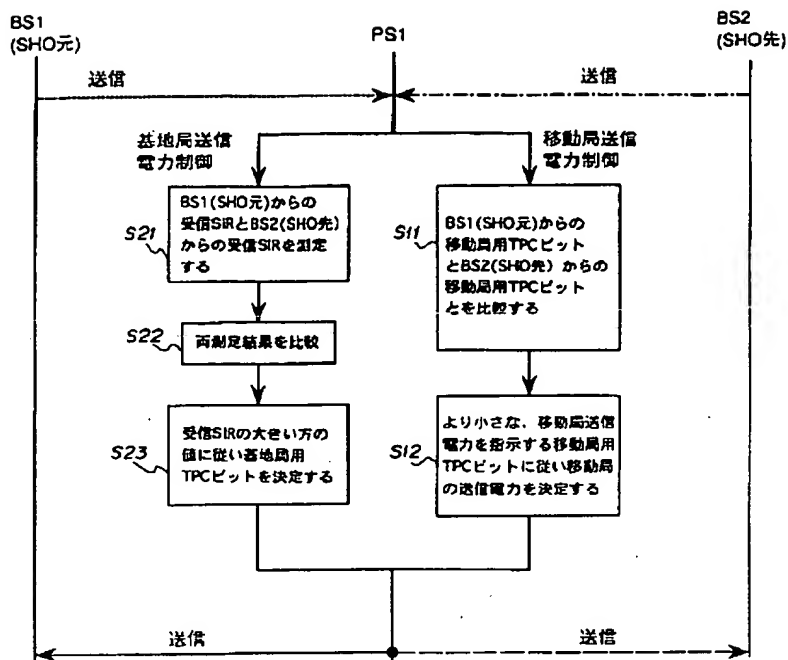 BS1
(SHO元)
PS1
BS2
(SHO先)
送信
送信
基地局送信
電力制御
移動局送信
電力制御
S21
BS1(SHO元)からの
受信SIRとBS2(SHO先)
からの受信SIRを測定
する
S11
BS1(SHO元)からの
移動局用TPCビット
とBS2(SHO先)からの
移動局用TPCビット
とを比較する
S22
両測定結果を比較
S23
受信SIRの大きい方の
値に従い基地局用
TPCビットを決定する
S12
より小さな、移動局送信
電力を指示する移動局用
TPCビットに従い移動局
の送信電力を決定する
送信
送信